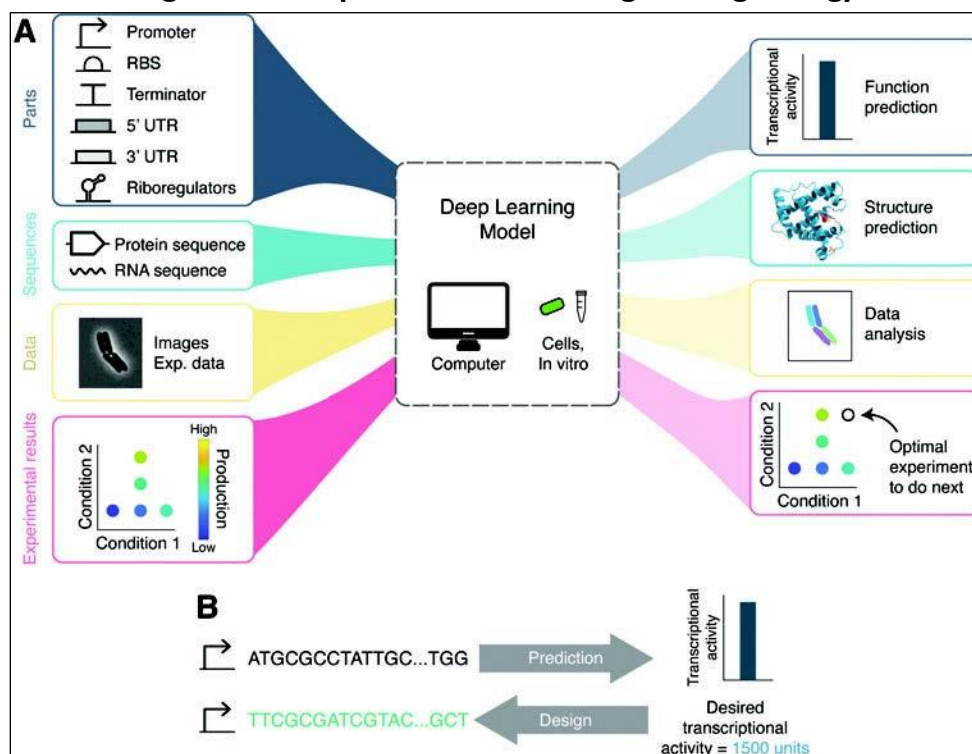 A
Parts
Promoter
RBS
Terminator
5' UTR
3' UTR
Riboregulators
Sequences
Protein sequence
RNA sequence
Data
Images
Exp. data
Experimental results
Condition 2
Condition 1
High
Production
Low
Deep Learning
Model
Computer
Cells,
In vitro
Transcriptional
activity
Function
prediction
Structure
prediction
Data
analysis
Condition 2
Condition 1
Optimal
experiment
to do next
B
ATGCGCCTATTGC...TGG
Prediction
Transcriptional
activity
TTCGCGATCGTAC...GCT
Design
Desired
transcriptional
activity = 1500 units